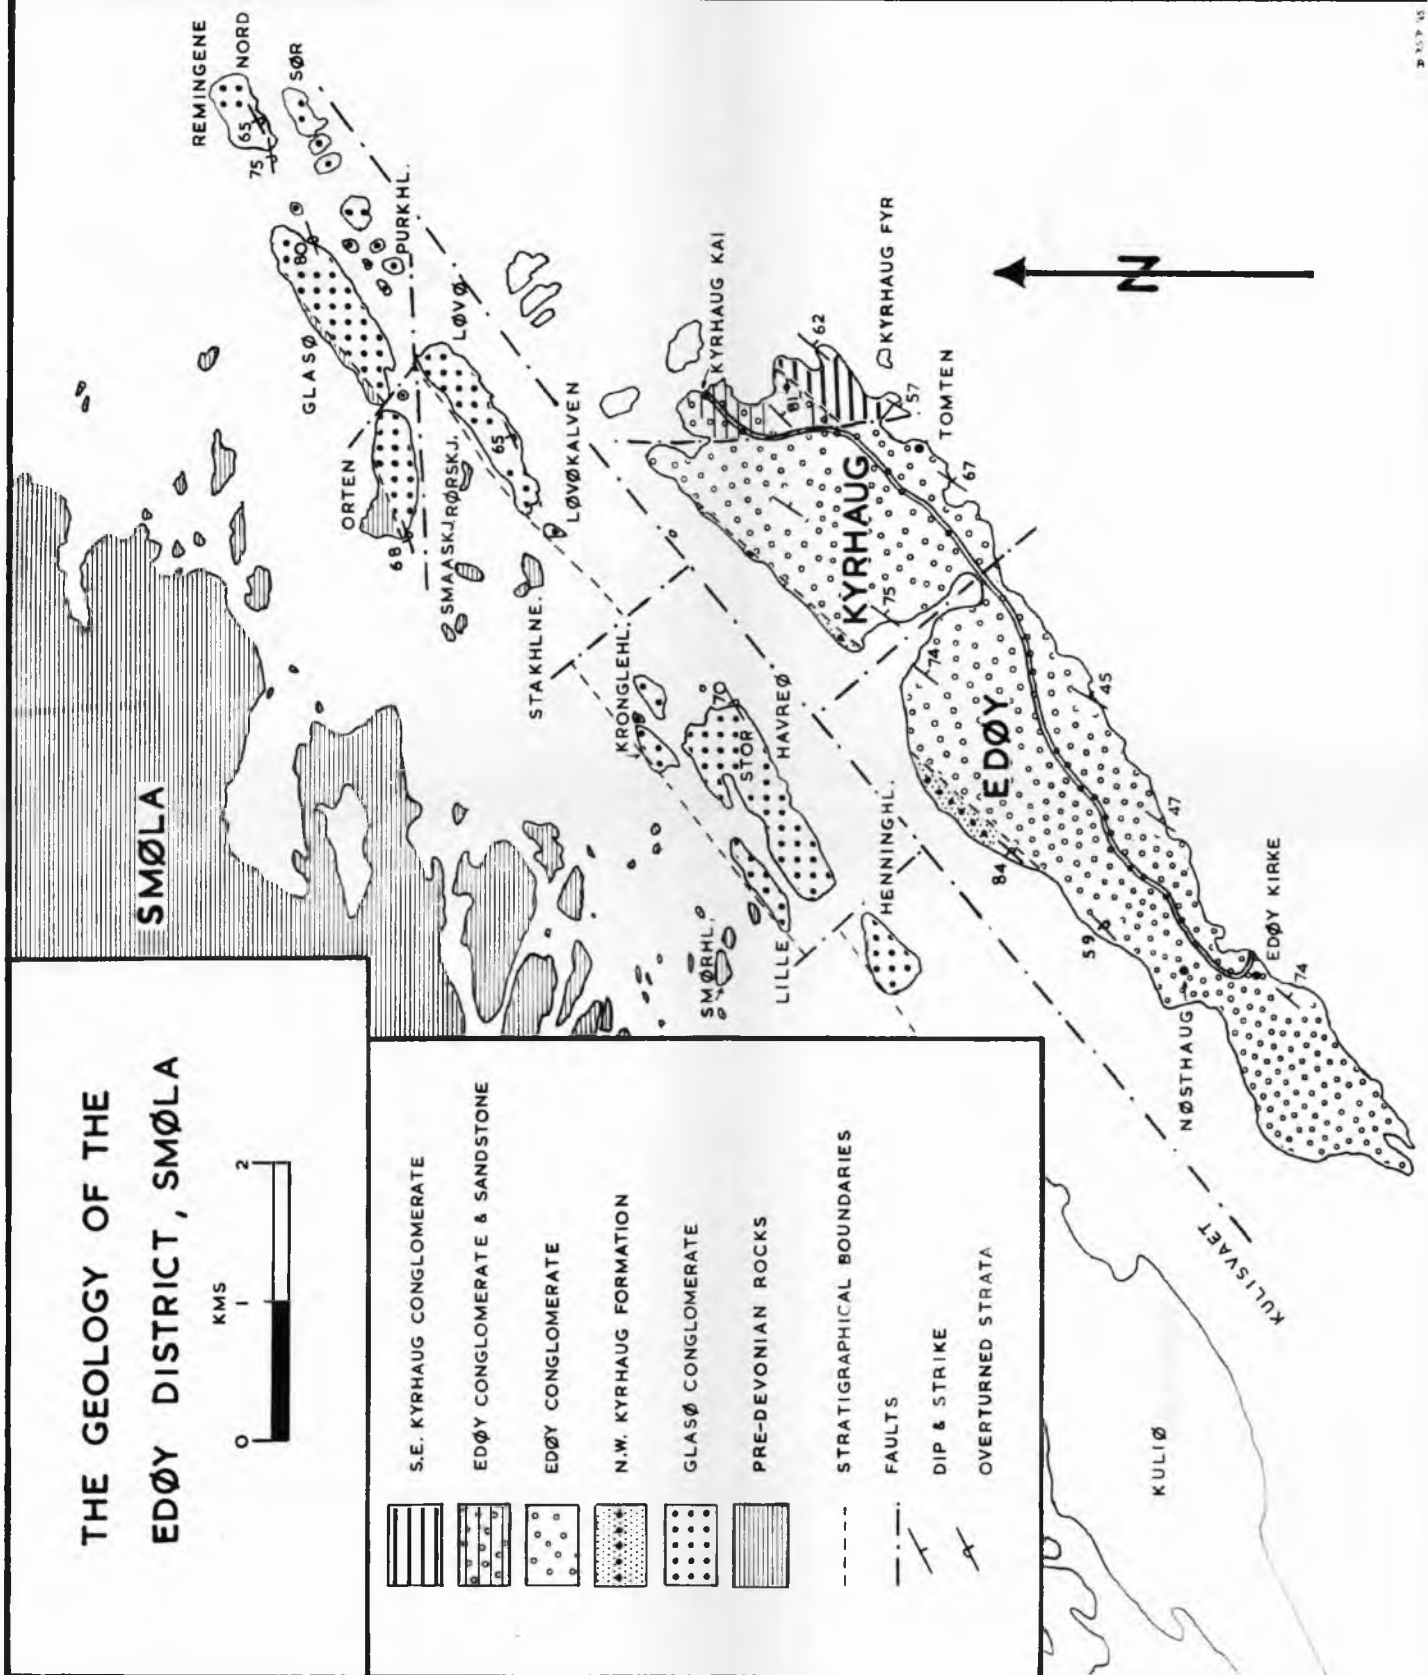 THE GEOLOGY OF THE
EDØY DISTRICT, SMØLA
KMS
0 1 2
S.E. KYRHAUG CONGLOMERATE
EDØY CONGLOMERATE & SANDSTONE
EDØY CONGLOMERATE
N.W. KYRHAUG FORMATION
GLASØ CONGLOMERATE
PRE-DEVONIAN ROCKS
STRATIGRAPHICAL BOUNDARIES
FAULTS
DIP & STRIKE
OVERTURNED STRATA
SMØLA
REMINGENE
NORD
SØR
65
75
GLASØ
80
PURKHL.
ORTEN
68
LØVØ
65
SMAASKJ.
RØRSKJ.
LØVØKALVEN
STAKHLNE.
KRONGLEHL.
STOR
70
HAVREØ
LILLE
SMØRHL.
HENNINGHL.
KYRHAUG KAI
62
81
KYRHAUG FYR
57
TOMTEN
67
KYRHAUG
75
74
EDØY
84
45
47
59
EDØY KIRKE
74
NØSTHAUG
KULISVAET
KULIØ
N